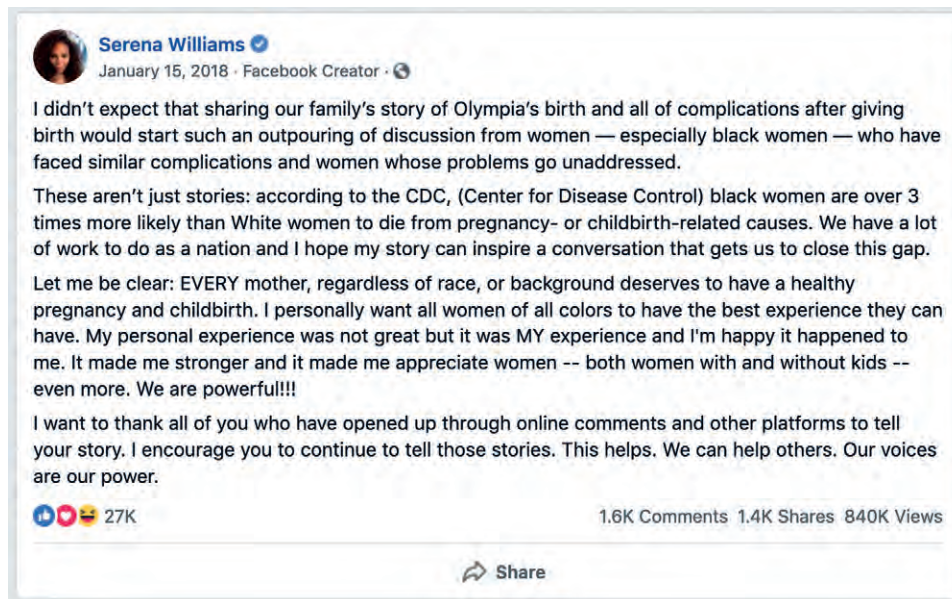 Serena Williams
January 15, 2018 · Facebook Creator ·
I didn’t expect that sharing our family’s story of Olympia’s birth and all of complications after giving
birth would start such an outpouring of discussion from women — especially black women — who have
faced similar complications and women whose problems go unaddressed.
These aren’t just stories: according to the CDC, (Center for Disease Control) black women are over 3
times more likely than White women to die from pregnancy- or childbirth-related causes. We have a lot
of work to do as a nation and I hope my story can inspire a conversation that gets us to close this gap.
Let me be clear: EVERY mother, regardless of race, or background deserves to have a healthy
pregnancy and childbirth. I personally want all women of all colors to have the best experience they can
have. My personal experience was not great but it was MY experience and I'm happy it happened to
me. It made me stronger and it made me appreciate women -- both women with and without kids --
even more. We are powerful!!!
I want to thank all of you who have opened up through online comments and other platforms to tell
your story. I encourage you to continue to tell those stories. This helps. We can help others. Our voices
are our power.
27K 1.6K Comments 1.4K Shares 840K Views
Share